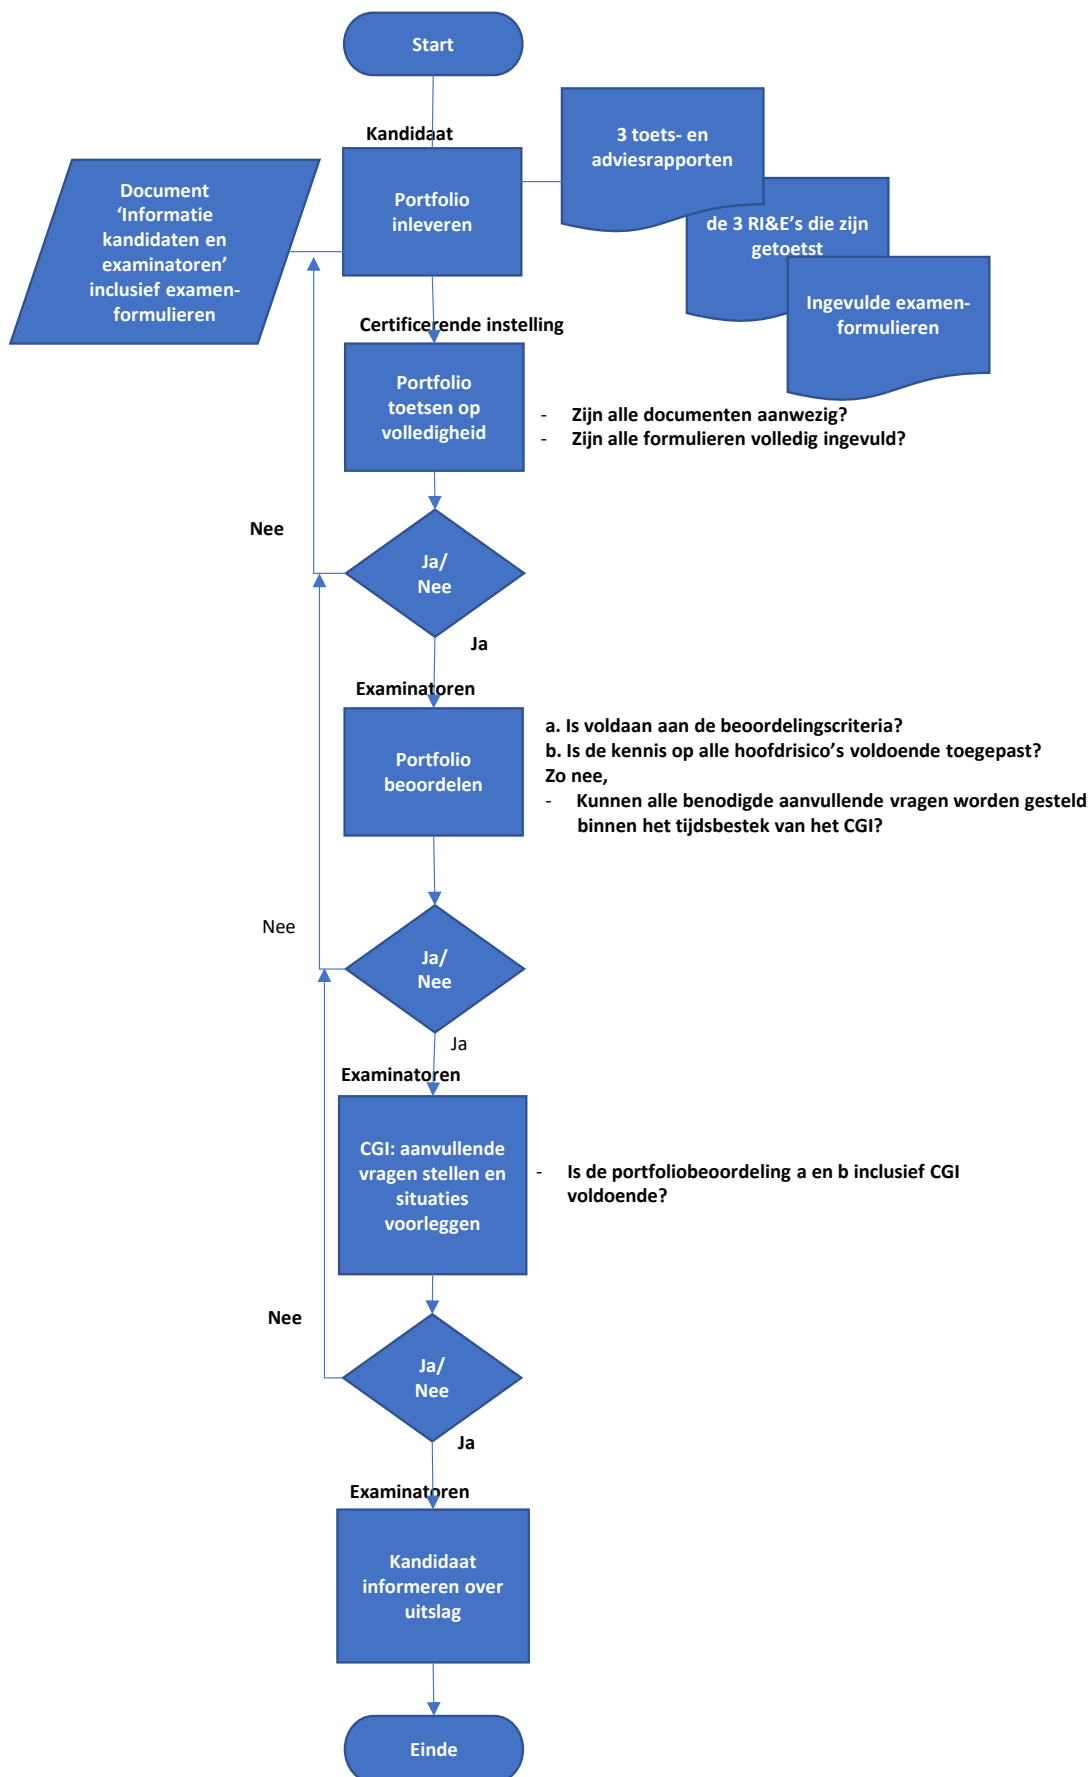 Start
Kandidaat
3 toets- en
adviesrapporten
Document
‘Informatie
kandidaten en
examinatoren’
inclusief examen-
formulieren
Portfolio
inleveren
de 3 RI&E’s die zijn
getoetst
Ingevulde examen-
formulieren
Certificerende instelling
Portfolio
toetsen op
volledigheid
- Zijn alle documenten aanwezig?
- Zijn alle formulieren volledig ingevuld?
Nee
Ja/
Nee
Ja
Examinatoren
Portfolio
beoordelen
a. Is voldaan aan de beoordelingscriteria?
b. Is de kennis op alle hoofdrisico’s voldoende toegepast?
Zo nee,
- Kunnen alle benodigde aanvullende vragen worden gesteld
binnen het tijdsbestek van het CGI?
Nee
Ja/
Nee
Ja
Examinatoren
CGI: aanvullende
vragen stellen en
situaties
voorleggen
- Is de portfoliobeoordeling a en b inclusief CGI
voldoende?
Nee
Ja/
Nee
Ja
Examinatoren
Kandidaat
informeren over
uitslag
Einde